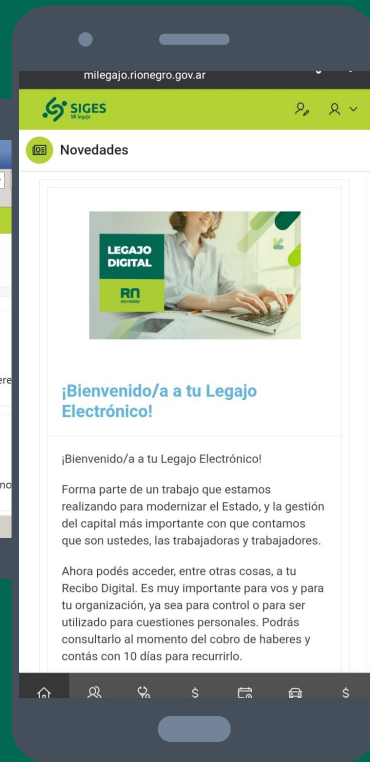 milegajo.rionegro.gov.ar
SIGES
Mi legajo
Novedades
LEGAJO
DIGITAL
RN
RÍO NEGRO
¡Bienvenido/a a tu Legajo
Electrónico!
¡Bienvenido/a a tu Legajo Electrónico!
Forma parte de un trabajo que estamos
realizando para modernizar el Estado, y la gestión
del capital más importante con que contamos
que son ustedes, las trabajadoras y trabajadores.
Ahora podés acceder, entre otras cosas, a tu
Recibo Digital. Es muy importante para vos y para
tu organización, ya sea para control o para ser
utilizado para cuestiones personales. Podrás
consultarlo al momento del cobro de haberes y
contás con 10 días para recurrirlo.